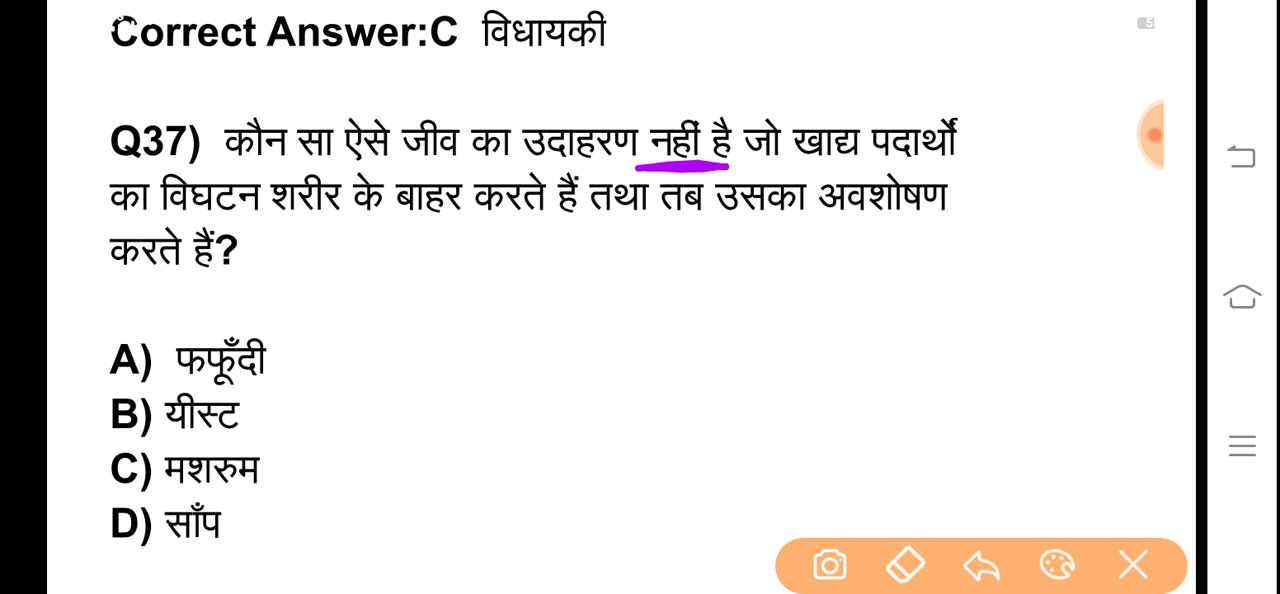 Correct Answer:C विधायकी
Q37) कौन सा ऐसे जीव का उदाहरण नहीं है जो खाद्य पदार्थों
का विघटन शरीर के बाहर करते हैं तथा तब उसका अवशोषण
करते हैं?
A) फफूँदी
B) यीस्ट
C) मशरुम
D) साँप